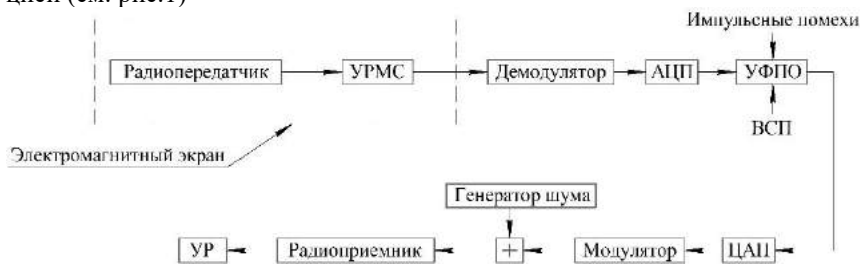 цией (см. рис.1)
Импульсные помехи
Радиопередатчик УРМС Демодулятор АЦП УФПО
ВСП
Электромагнитный экран
Генератор шума
УР Радиоприемник + Модулятор ЦАП